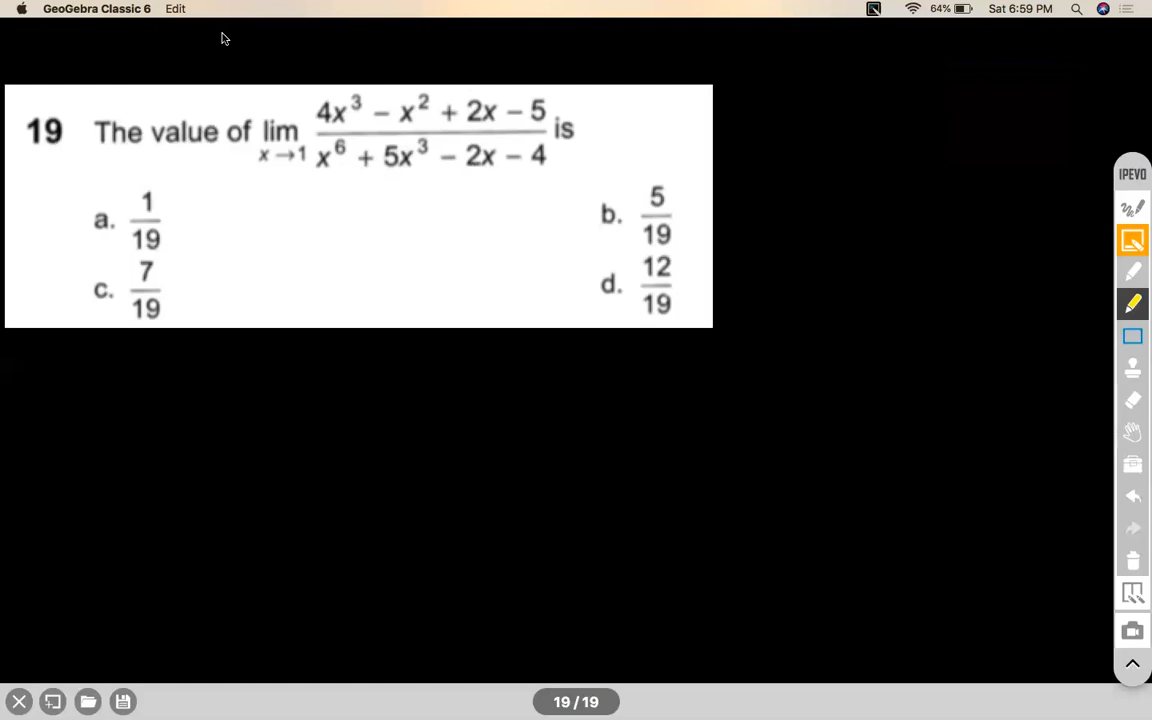 GeoGebra Classic 6 Edit 64% Sat 6:59 PM
19 The value of lim x→1 (4x³ − x² + 2x − 5)/(x⁶ + 5x³ − 2x − 4) is
a. 1/19 b. 5/19
c. 7/19 d. 12/19
IPEVO
19 / 19